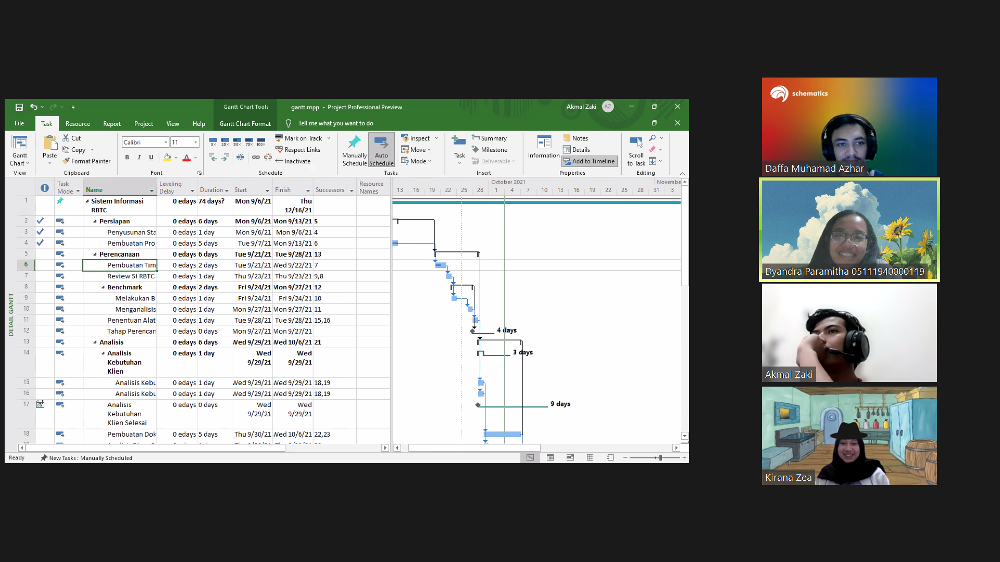 Gantt Chart Tools
gantt.mpp - Project Professional Preview
Akmal Zaki
AZ
File
Task
Resource
Report
Project
View
Help
Gantt Chart Format
Tell me what you want to do
Gantt
Chart
View
Paste
Cut
Copy
Format Painter
Clipboard
Calibri
11
B I U
A
Font
0% 25% 50% 75% 100%
Mark on Track
Respect Links
Inactivate
Schedule
Manually
Schedule
Auto
Schedule
Inspect
Move
Mode
Tasks
Task
Summary
Milestone
Deliverable
Insert
Information
Notes
Details
Add to Timeline
Properties
Scroll
to Task
Editing
Task
Mode
Name
Leveling
Delay
Duration
Start
Finish
Successors
Resource
Names
October 2021
Novembe
13 16 19 22 25 28 1 4 7 10 13 16 19 22 25 28 31 3
DETAIL GANTT
1 Sistem Informasi RBTC 0 edays 74 days? Mon 9/6/21 Thu 12/16/21
2 Persiapan 0 edays 6 days Mon 9/6/21 Mon 9/13/21 5
3 Penyusunan Sta 0 edays 1 day Mon 9/6/21 Mon 9/6/21 4
4 Pembuatan Pro 0 edays 5 days Tue 9/7/21 Mon 9/13/21 6
5 Perencanaan 0 edays 6 days Tue 9/21/21 Tue 9/28/21 13
6 Pembuatan Tim 0 edays 2 days Tue 9/21/21 Wed 9/22/21 7
7 Review SI RBTC 0 edays 1 day Thu 9/23/21 Thu 9/23/21 9,8
8 Benchmark 0 edays 2 days Fri 9/24/21 Mon 9/27/21 12
9 Melakukan B 0 edays 1 day Fri 9/24/21 Fri 9/24/21 10
10 Menganalisis 0 edays 1 day Mon 9/27/21 Mon 9/27/21 11
11 Penentuan Alat 0 edays 1 day Tue 9/28/21 Tue 9/28/21 15,16
12 Tahap Perencan 0 edays 0 days Mon 9/27/21 Mon 9/27/21
4 days
13 Analisis 0 edays 6 days Wed 9/29/21 Wed 10/6/21 21
14 Analisis Kebutuhan Klien 0 edays 1 day Wed 9/29/21 Wed 9/29/21
3 days
15 Analisis Kebu 0 edays 1 day Wed 9/29/21 Wed 9/29/21 18,19
16 Analisis Kebu 0 edays 1 day Wed 9/29/21 Wed 9/29/21 18,19
17 Analisis Kebutuhan Klien Selesai 0 edays 0 days Wed 9/29/21 Wed 9/29/21
9 days
18 Pembuatan Dok 0 edays 5 days Thu 9/30/21 Wed 10/6/21 22,23
Ready
New Tasks : Manually Scheduled
schematics
Daffa Muhamad Azhar
Dyandra Paramitha 05111940000119
Akmal Zaki
Kirana Zea